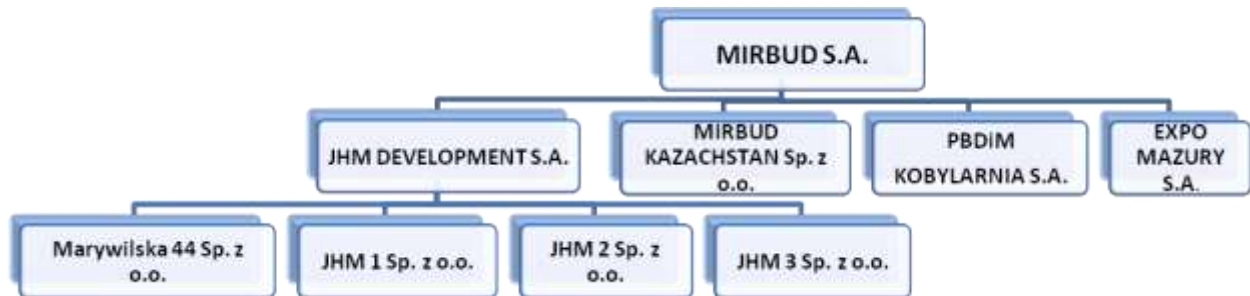 MIRBUD S.A.
JHM DEVELOPMENT S.A.
MIRBUD
KAZACHSTAN Sp. z
o.o.
PBDiM
KOBYLARNIA S.A.
EXPO
MAZURY
S.A.
Marywilska 44 Sp. z
o.o.
JHM 1 Sp. z o.o.
JHM 2 Sp. z
o.o.
JHM 3 Sp. z o.o.